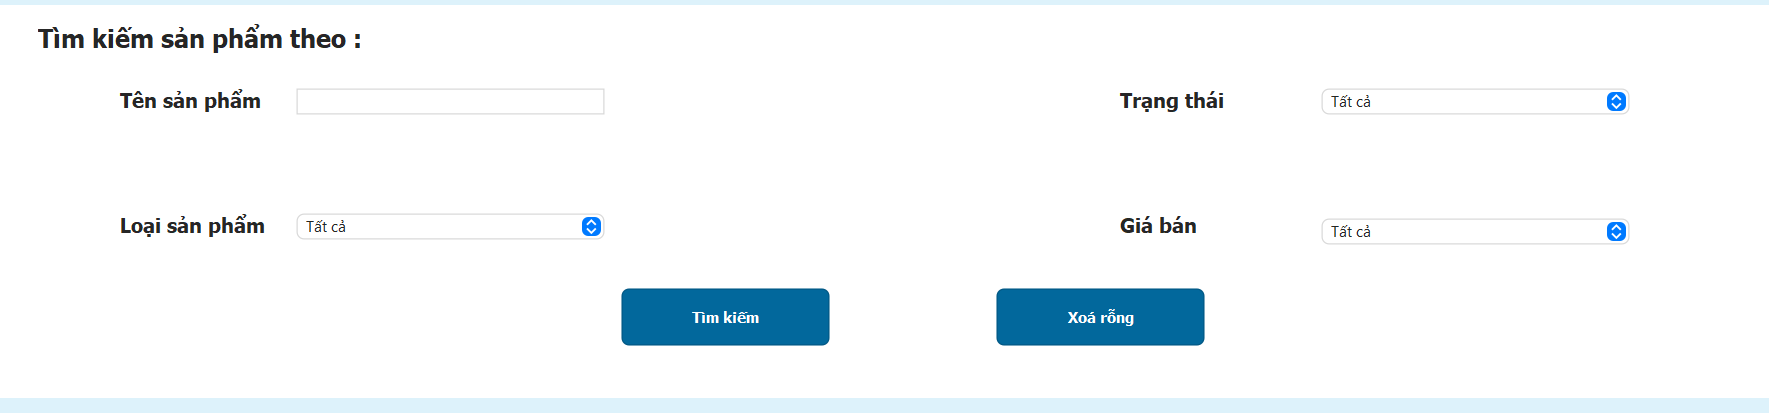 Tìm kiếm sản phẩm theo :
Tên sản phẩm
Trạng thái
Tất cả
Loại sản phẩm
Tất cả
Giá bán
Tất cả
Tìm kiếm
Xoá rỗng